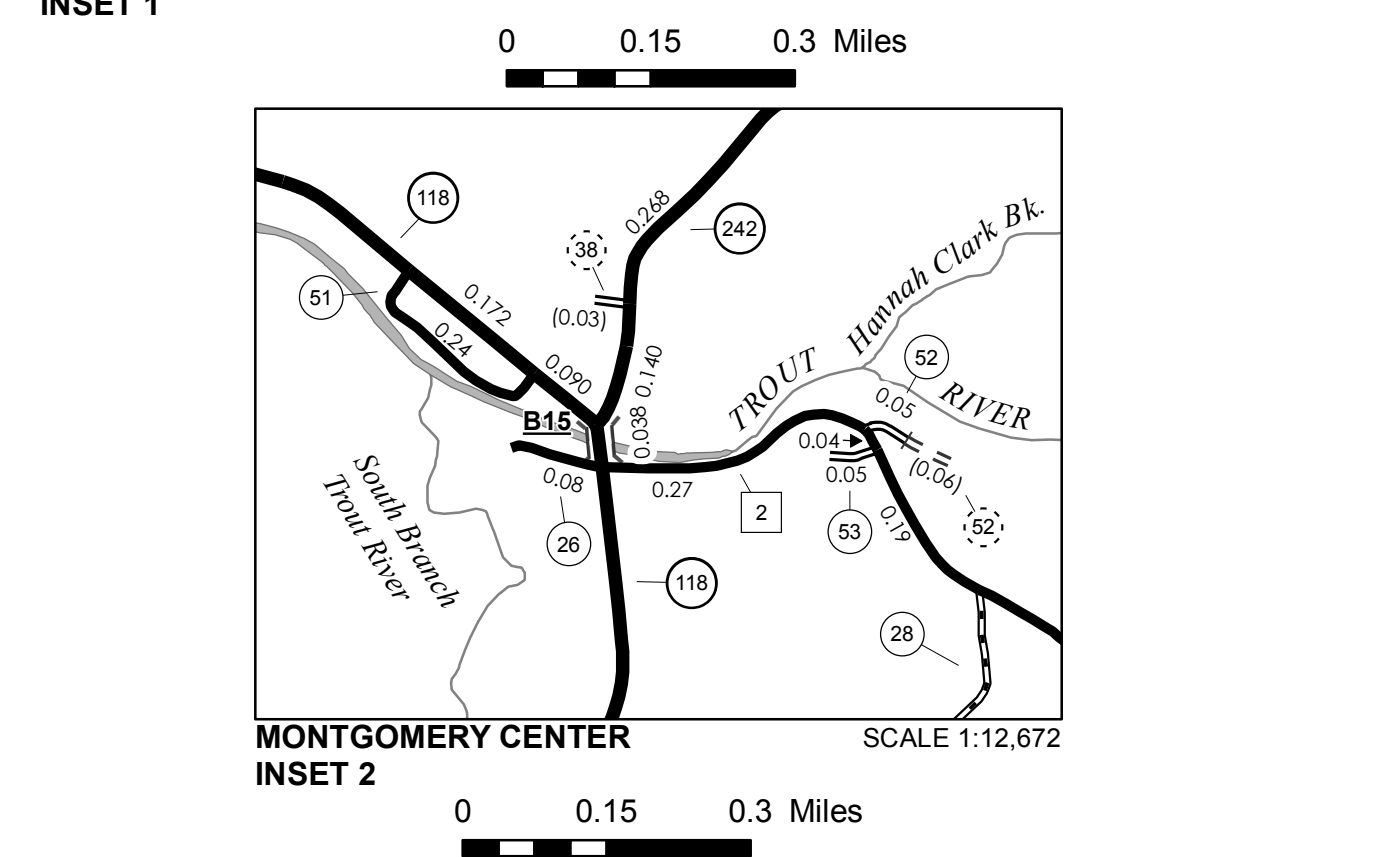 INSET 1
0 0.15 0.3 Miles
118
242
0.268
38
Hannah Clark Bk.
51
0.172
(0.03)
0.24
0.090
0.140
52
0.05
TROUT RIVER
B15
0.038
0.04
(0.06)
0.05
0.08
0.27
2
53
0.19
52
26
South Branch
Trout River
118
28
MONTGOMERY CENTER
SCALE 1:12,672
INSET 2
0 0.15 0.3 Miles